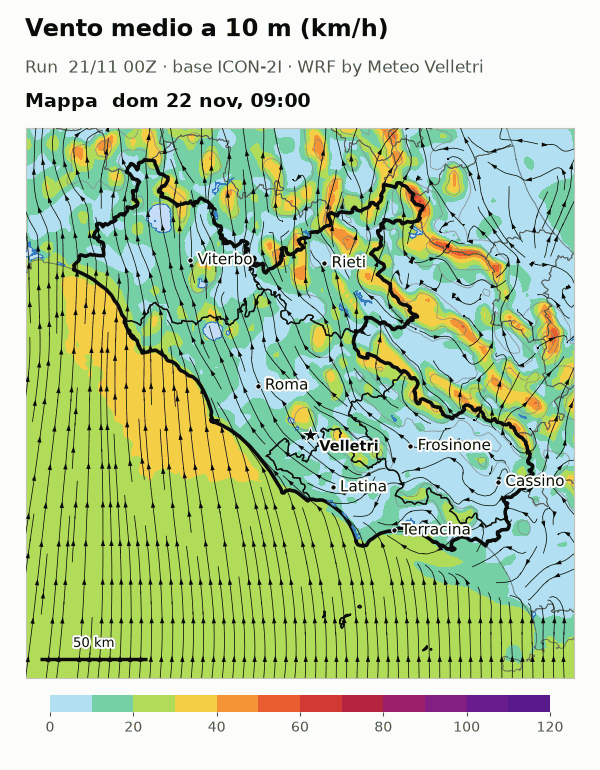 Vento medio a 10 m (km/h)
Run  21/11 00Z · base ICON-2I · WRF by Meteo Velletri
Mappa  dom 22 nov, 09:00
Viterbo
Rieti
Roma
Velletri
Frosinone
Latina
Cassino
Terracina
50 km
0 20 40 60 80 100 120